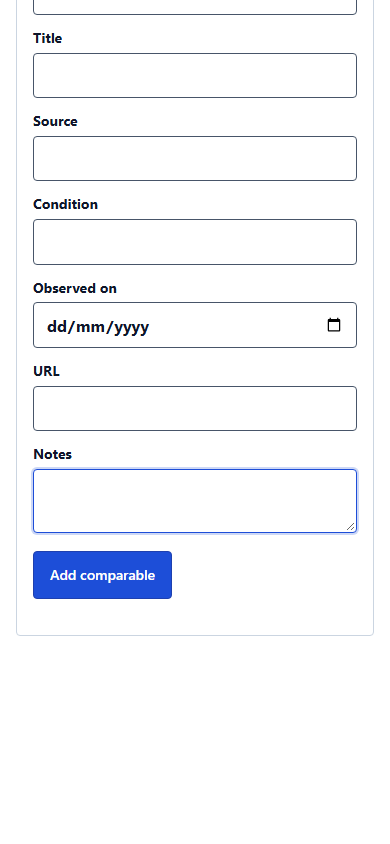 Title
Source
Condition
Observed on
dd/mm/yyyy
URL
Notes
Add comparable